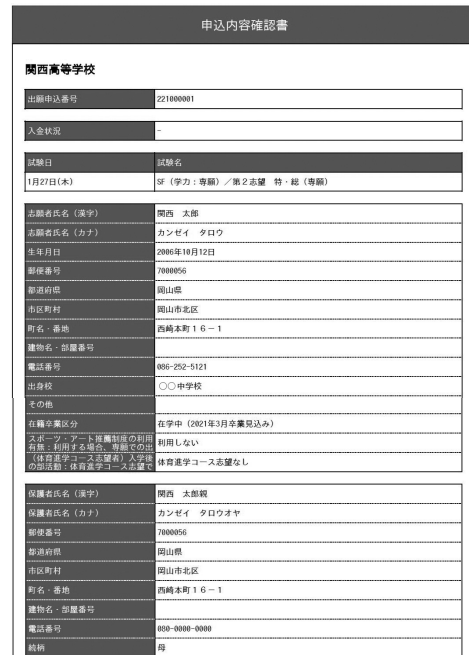 申込内容確認書
関西高等学校
出願申込番号 221000001
入金状況 -
試験日 試験名
1月27日(木) SF（学力：専願）／第２志望　特・総（専願）
志願者氏名（漢字） 関西　太郎
志願者氏名（カナ） カンゼイ　タロウ
生年月日 2006年10月12日
郵便番号 7000056
都道府県 岡山県
市区町村 岡山市北区
町名・番地 西崎本町１６－１
建物名・部屋番号
電話番号 086-252-5121
出身校 ○○中学校
その他
在籍卒業区分 在学中（2021年3月卒業見込み）
スポーツ・アート推薦制度の利用
有無：利用する場合、専願での出 利用しない
（体育進学コース志望者）入学後
の部活動：体育進学コース志望で 体育進学コース志望なし
保護者氏名（漢字） 関西　太郎親
保護者氏名（カナ） カンゼイ　タロウオヤ
郵便番号 7000056
都道府県 岡山県
市区町村 岡山市北区
町名・番地 西崎本町１６－１
建物名・部屋番号
電話番号 080-0000-0000
続柄 母